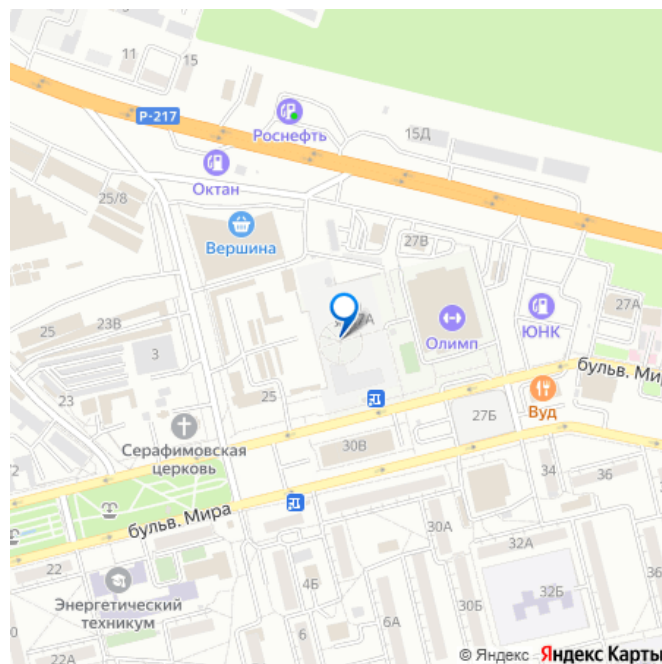 11
15
Р-217
Роснефть
15Д
Октан
25/8
Вершина
27В
27А
Олимп
ЮНК
23В
25
3
23
25
бульв. Мира
Вуд
27Б
Серафимовская
церковь
30В
34
36
бульв. Мира
30А
32А
22
4Б
32Б
36
Энергетический
техникум
6А
30Б
6
22А
© Яндекс Яндекс Карты